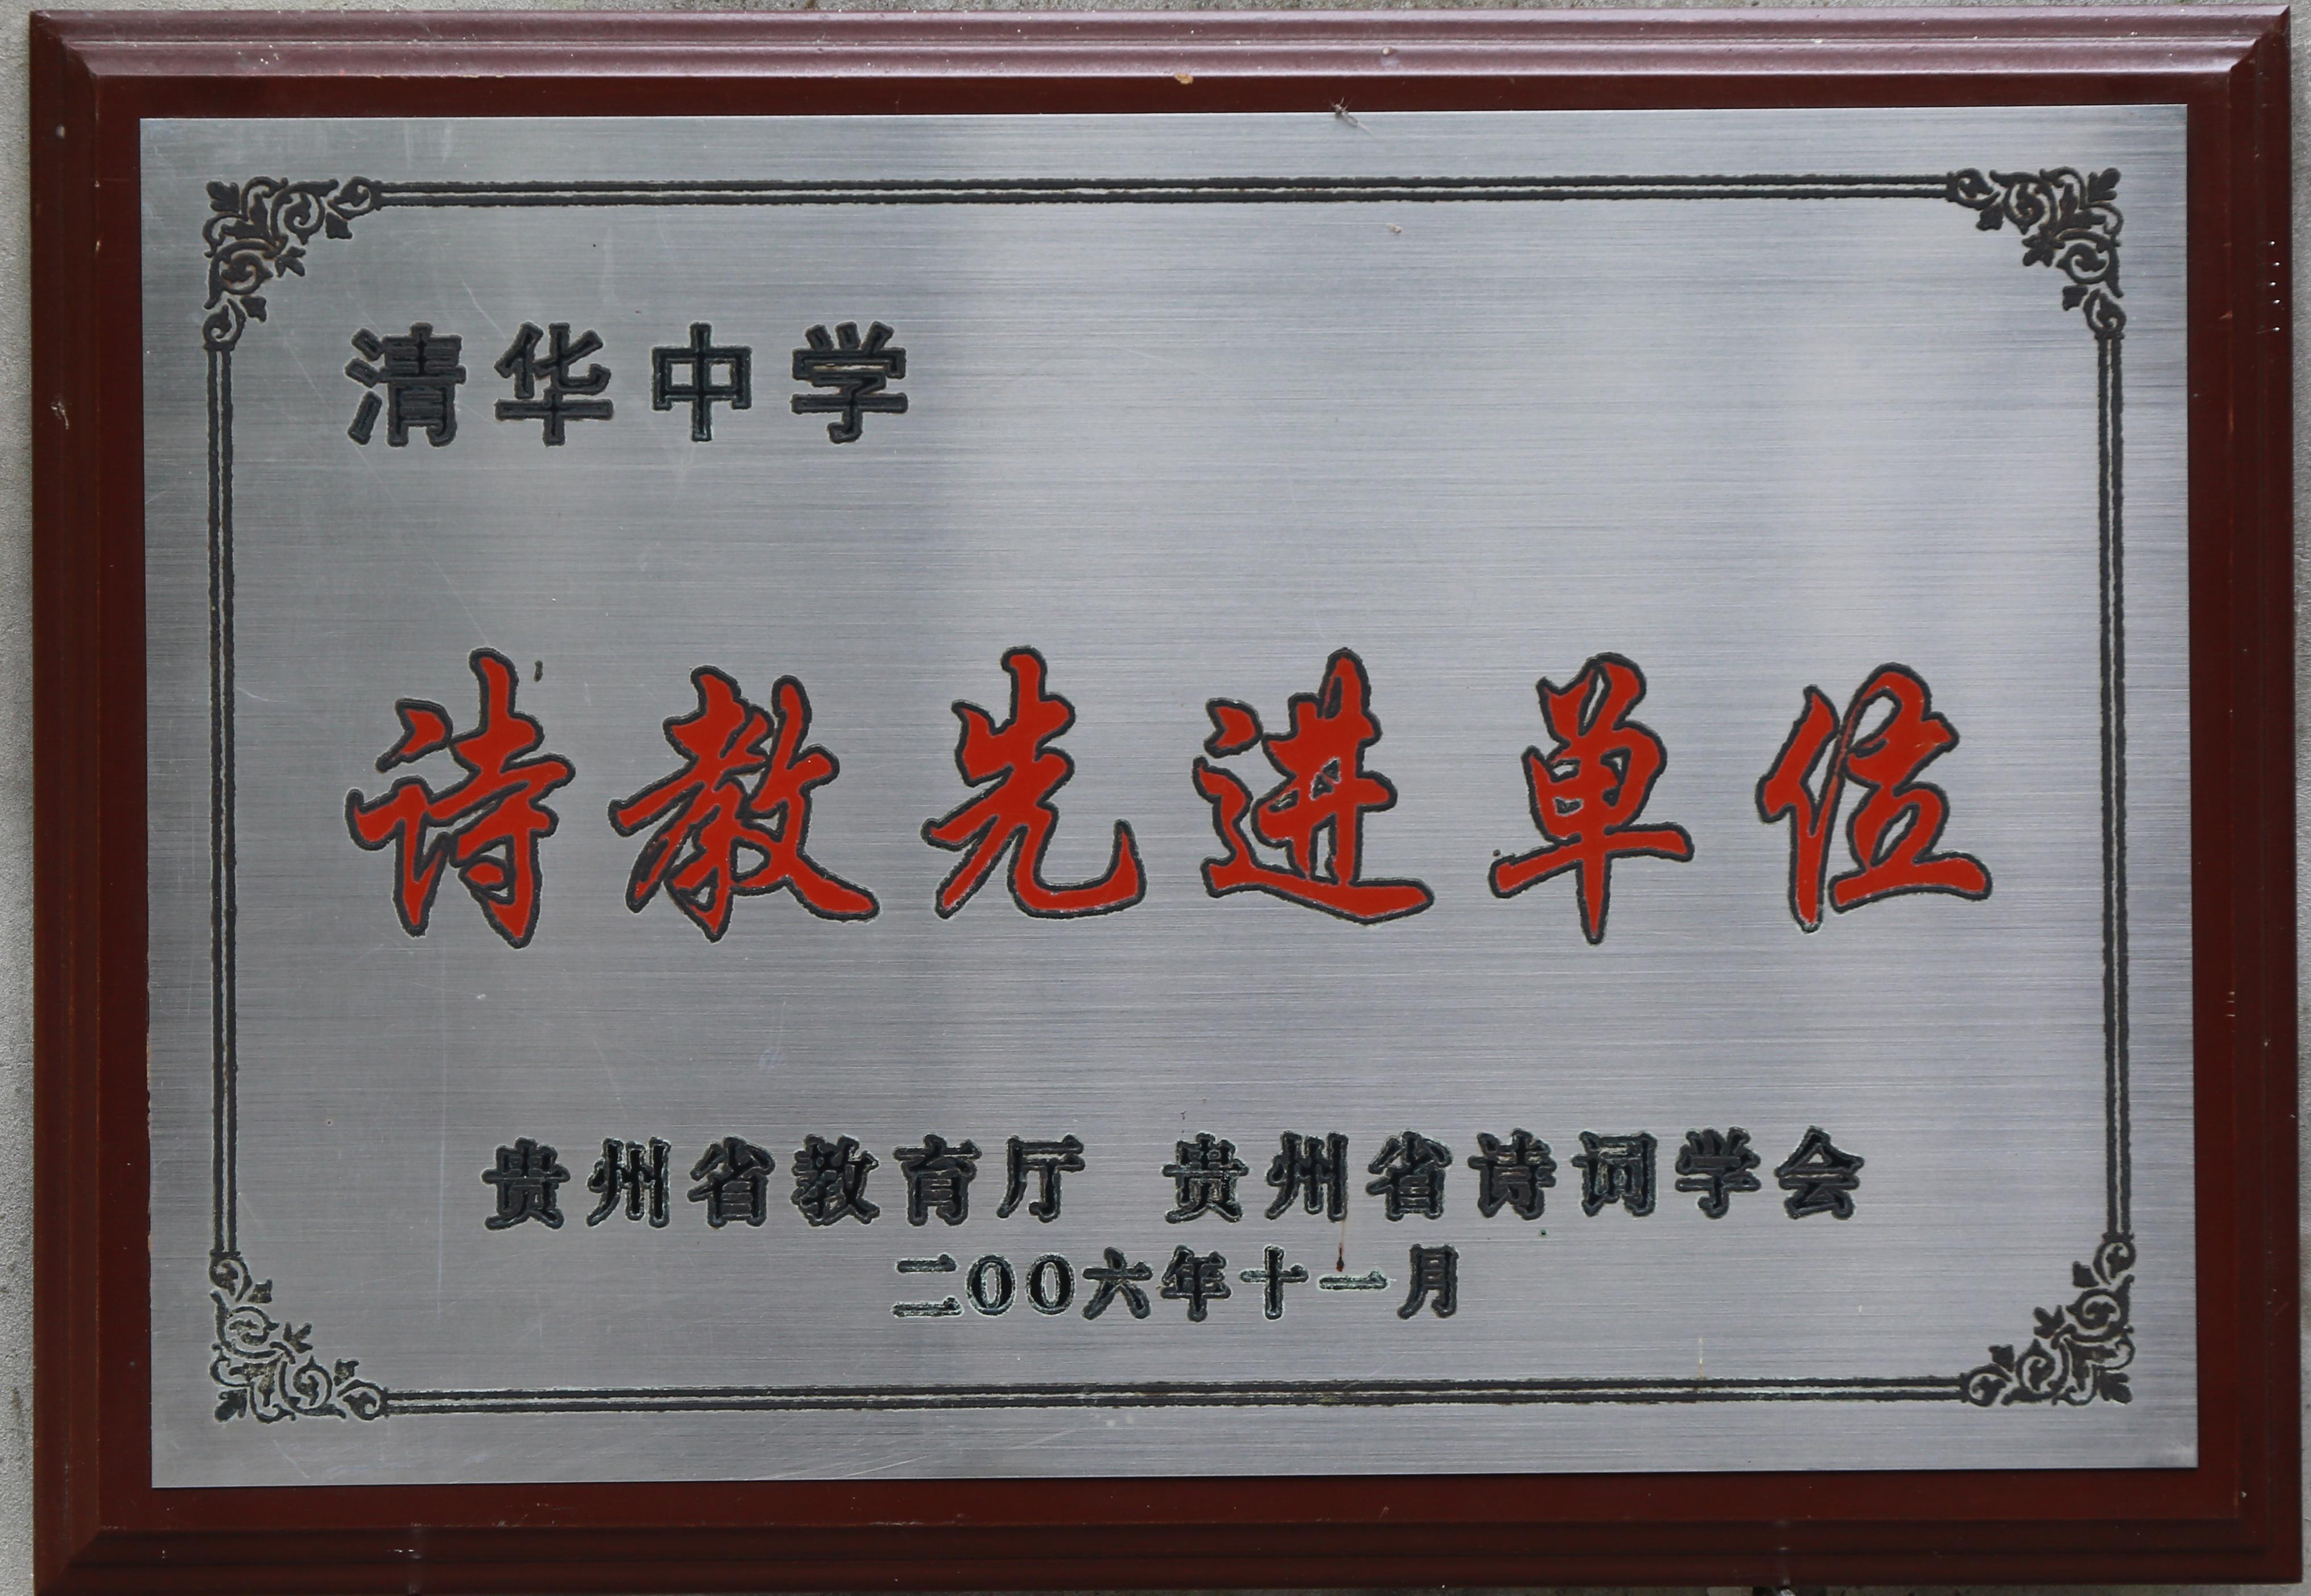 清华中学
诗教先进单位
贵州省教育厅 贵州省诗词学会
二00六年十一月